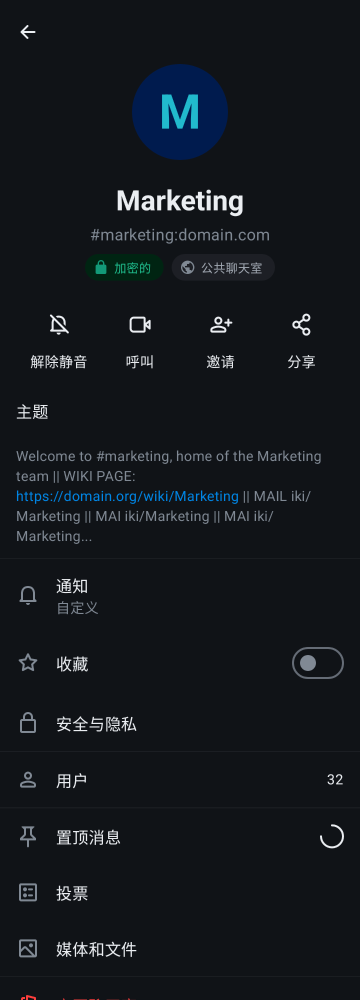 M
Marketing
#marketing:domain.com
加密的 公共聊天室
解除静音 呼叫 邀请 分享
主题
Welcome to #marketing, home of the Marketing
team || WIKI PAGE:
https://domain.org/wiki/Marketing || MAIL iki/
Marketing || MAI iki/Marketing || MAI iki/
Marketing...
通知
自定义
收藏
安全与隐私
用户 32
置顶消息
投票
媒体和文件